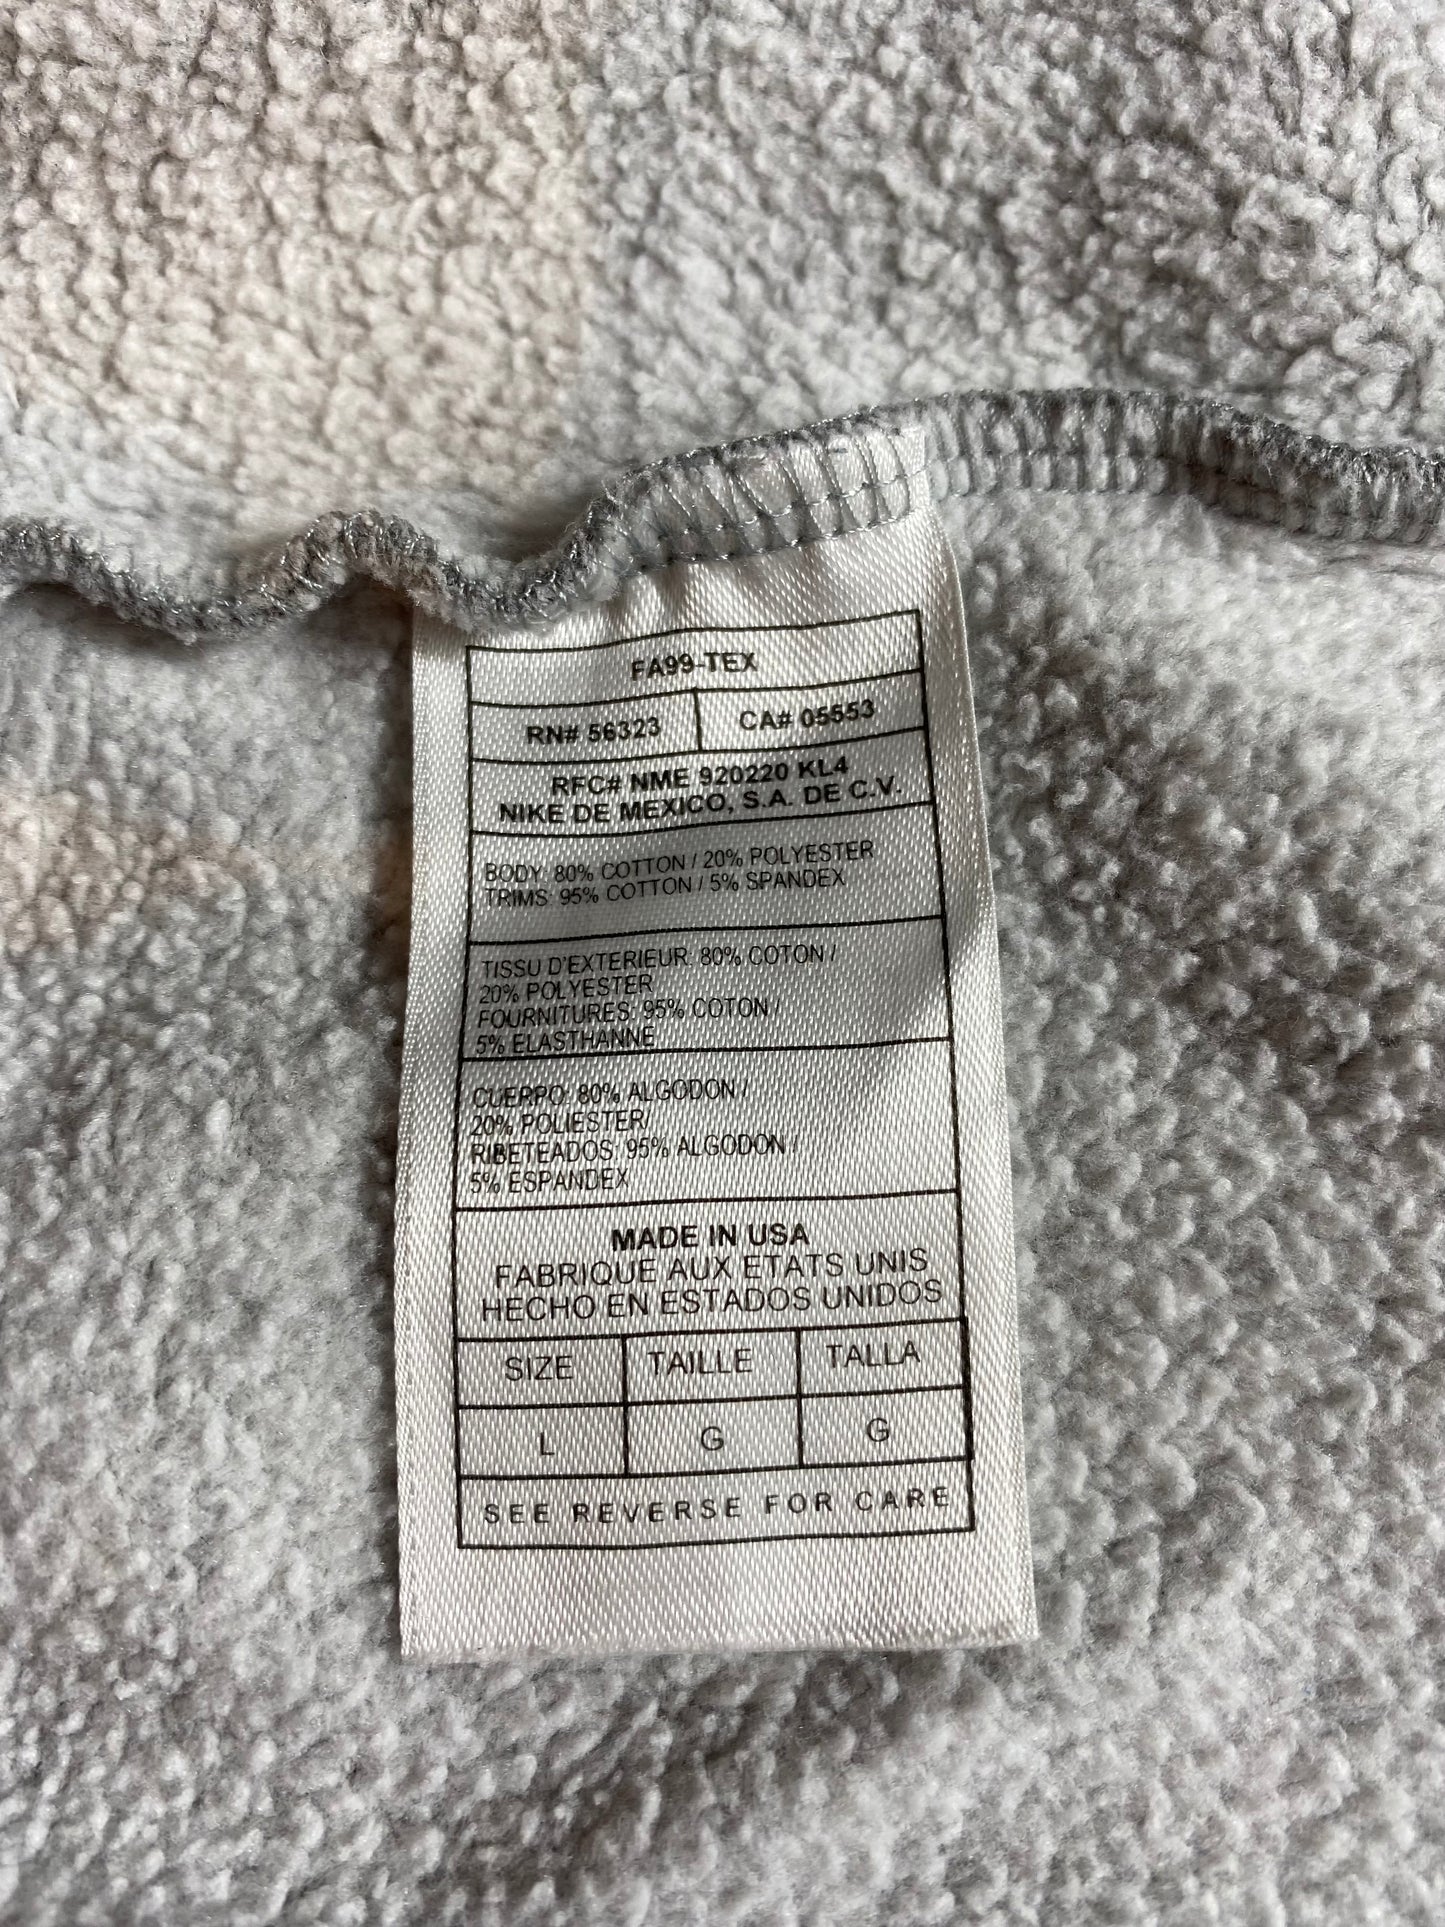 FA99-TEX
RN# 56323 CA# 05553
RFC# NME 920220 KL4
NIKE DE MEXICO, S.A. DE C.V.
BODY: 80% COTTON / 20% POLYESTER
TRIMS: 95% COTTON / 5% SPANDEX
TISSU D'EXTERIEUR: 80% COTON /
20% POLYESTER
FOURNITURES: 95% COTON /
5% ELASTHANNE
CUERPO: 80% ALGODON /
20% POLIESTER/
RIBETEADOS: 95% ALGODON /
5% ESPANDEX
MADE IN USA
FABRIQUE AUX ETATS UNIS
HECHO EN ESTADOS UNIDOS
SIZE TAILLE TALLA
L G G
SEE REVERSE FOR CARE